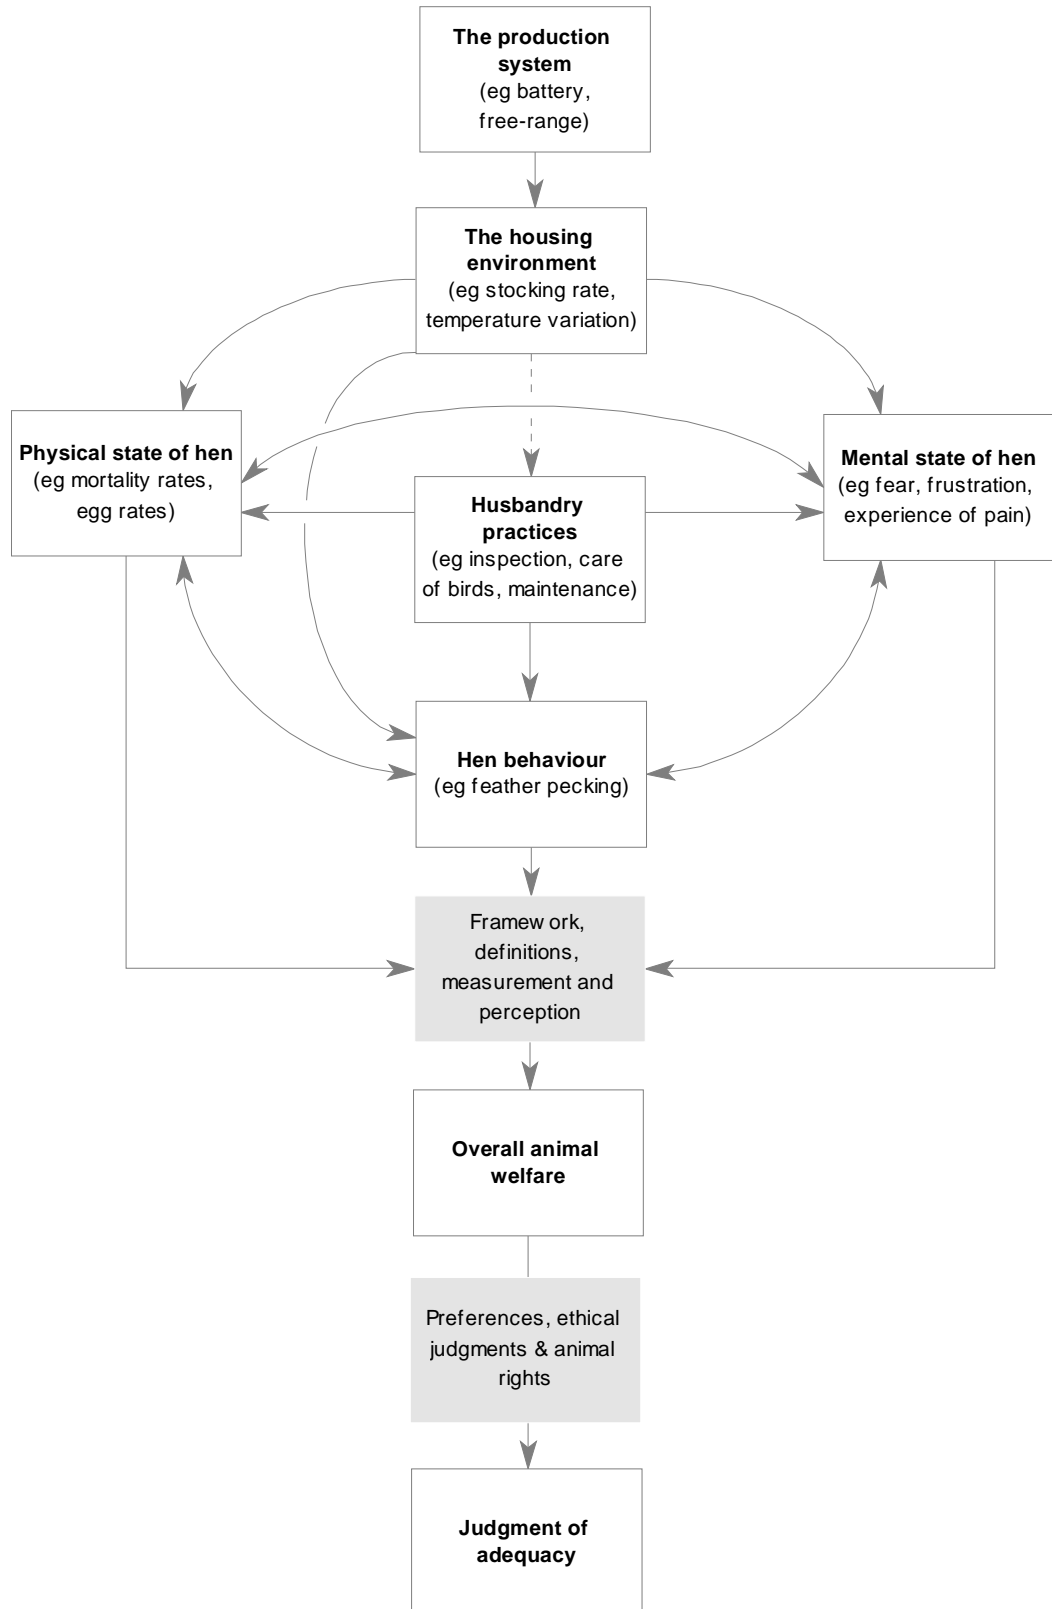 The production
system
(eg battery,
free-range)
The housing
environment
(eg stocking rate,
temperature variation)
Physical state of hen
(eg mortality rates,
egg rates)
Husbandry
practices
(eg inspection, care
of birds, maintenance)
Mental state of hen
(eg fear, frustration,
experience of pain)
Hen behaviour
(eg feather pecking)
Framew ork,
definitions,
measurement and
perception
Overall animal
welfare
Preferences, ethical
judgments & animal
rights
Judgment of
adequacy